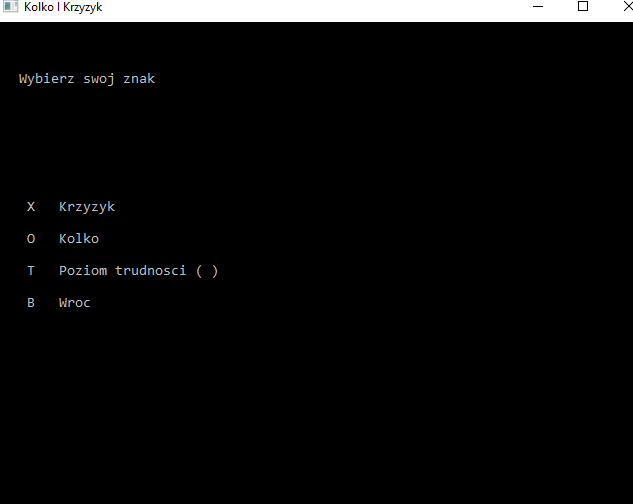 Kolko I Krzyzyk
Wybierz swoj znak
X Krzyzyk
O Kolko
T Poziom trudnosci ( )
B Wroc